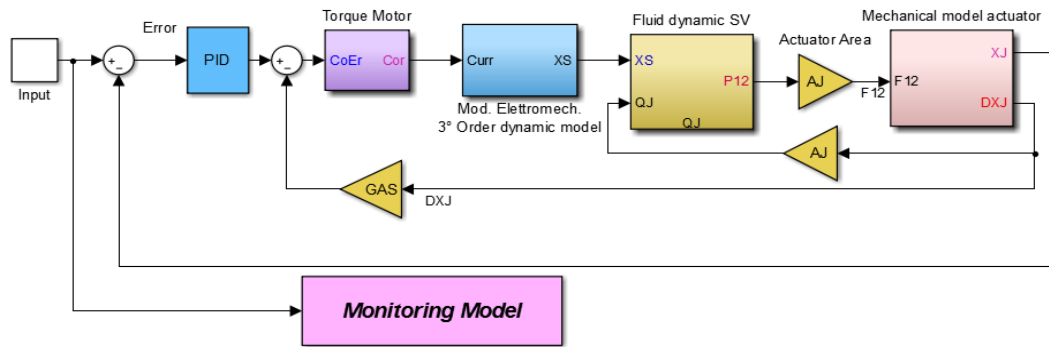 Input
Error
PID
Torque Motor
CoEr
Cor
Curr
XS
Mod. Elettromech.
3° Order dynamic model
Fluid dynamic SV
XS
P12
QJ
QJ
Actuator Area
AJ
F12
Mechanical model actuator
F12
XJ
DXJ
AJ
GAS
DXJ
Monitoring Model